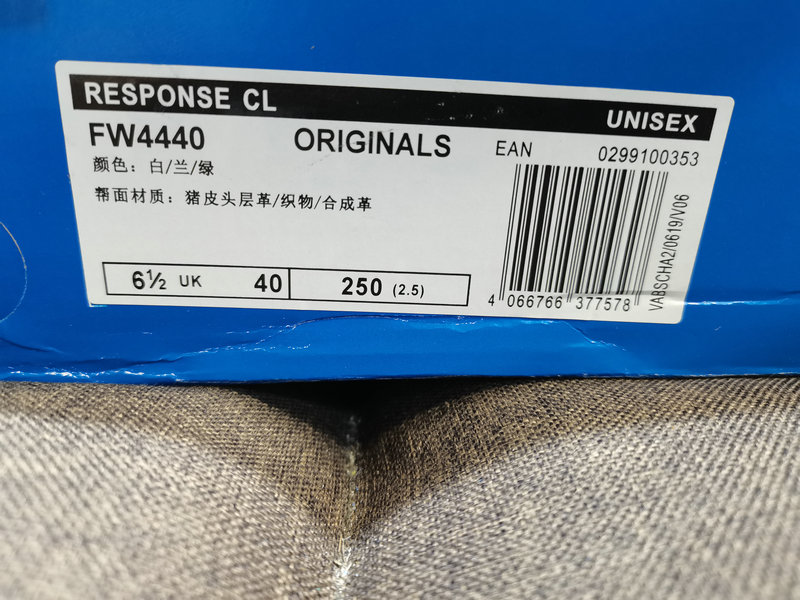 RESPONSE CL
UNISEX
FW4440
ORIGINALS
EAN
0299100353
颜色：白/兰/绿
帮面材质：猪皮头层革/织物/合成革
6½ UK 40 250 (2.5)
4 066766 377578
VABSCHA2/0619/V06